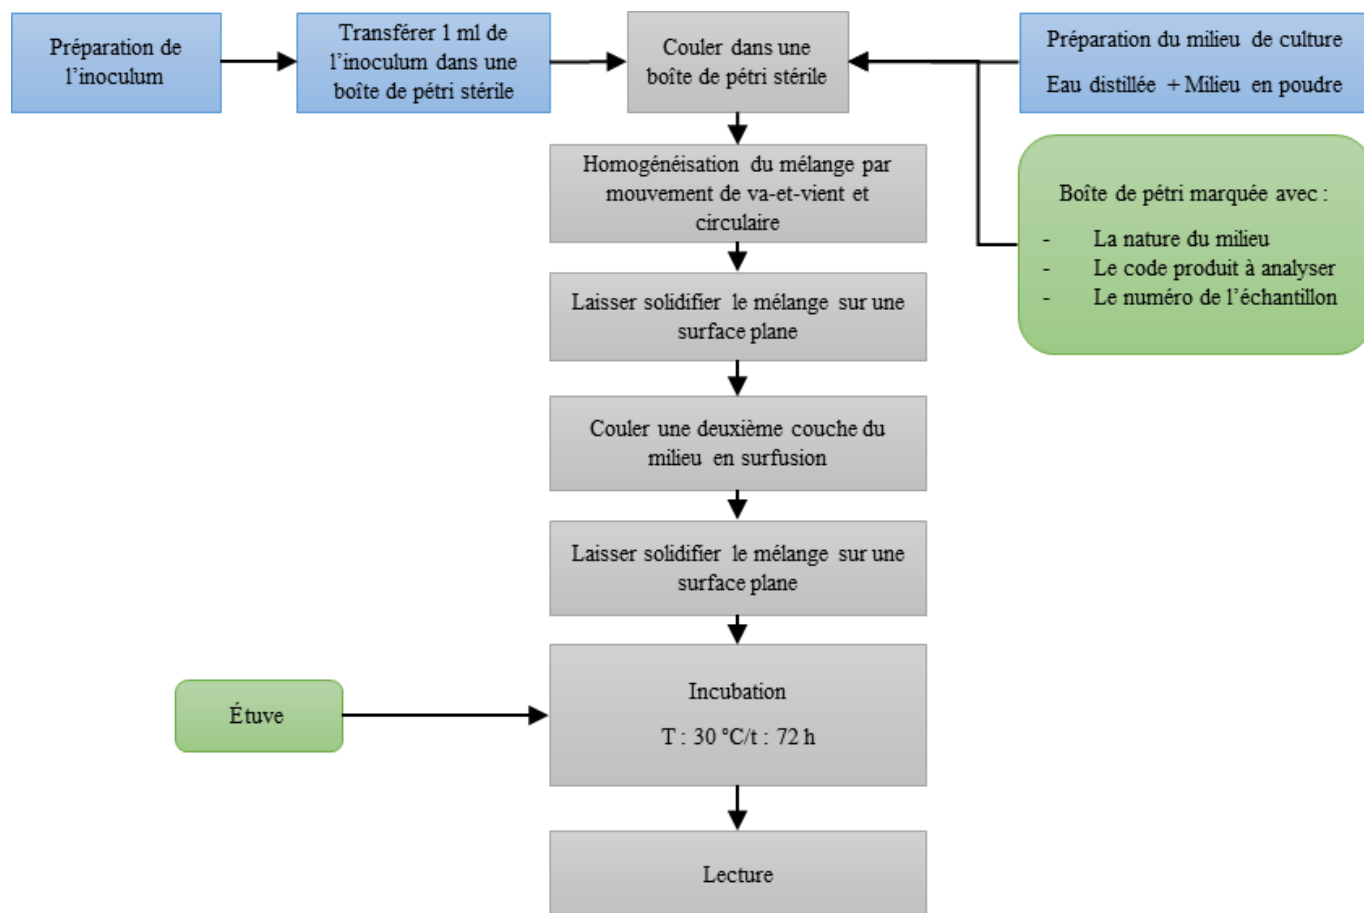 Préparation de
l’inoculum
Transférer 1 ml de
l’inoculum dans une
boîte de pétri stérile
Couler dans une
boîte de pétri stérile
Préparation du milieu de culture
Eau distillée + Milieu en poudre
Homogénéisation du mélange par
mouvement de va-et-vient et
circulaire
Boîte de pétri marquée avec :
- La nature du milieu
- Le code produit à analyser
- Le numéro de l’échantillon
Laisser solidifier le mélange sur une
surface plane
Couler une deuxième couche du
milieu en surfusion
Laisser solidifier le mélange sur une
surface plane
Étuve
Incubation
T : 30 °C/t : 72 h
Lecture